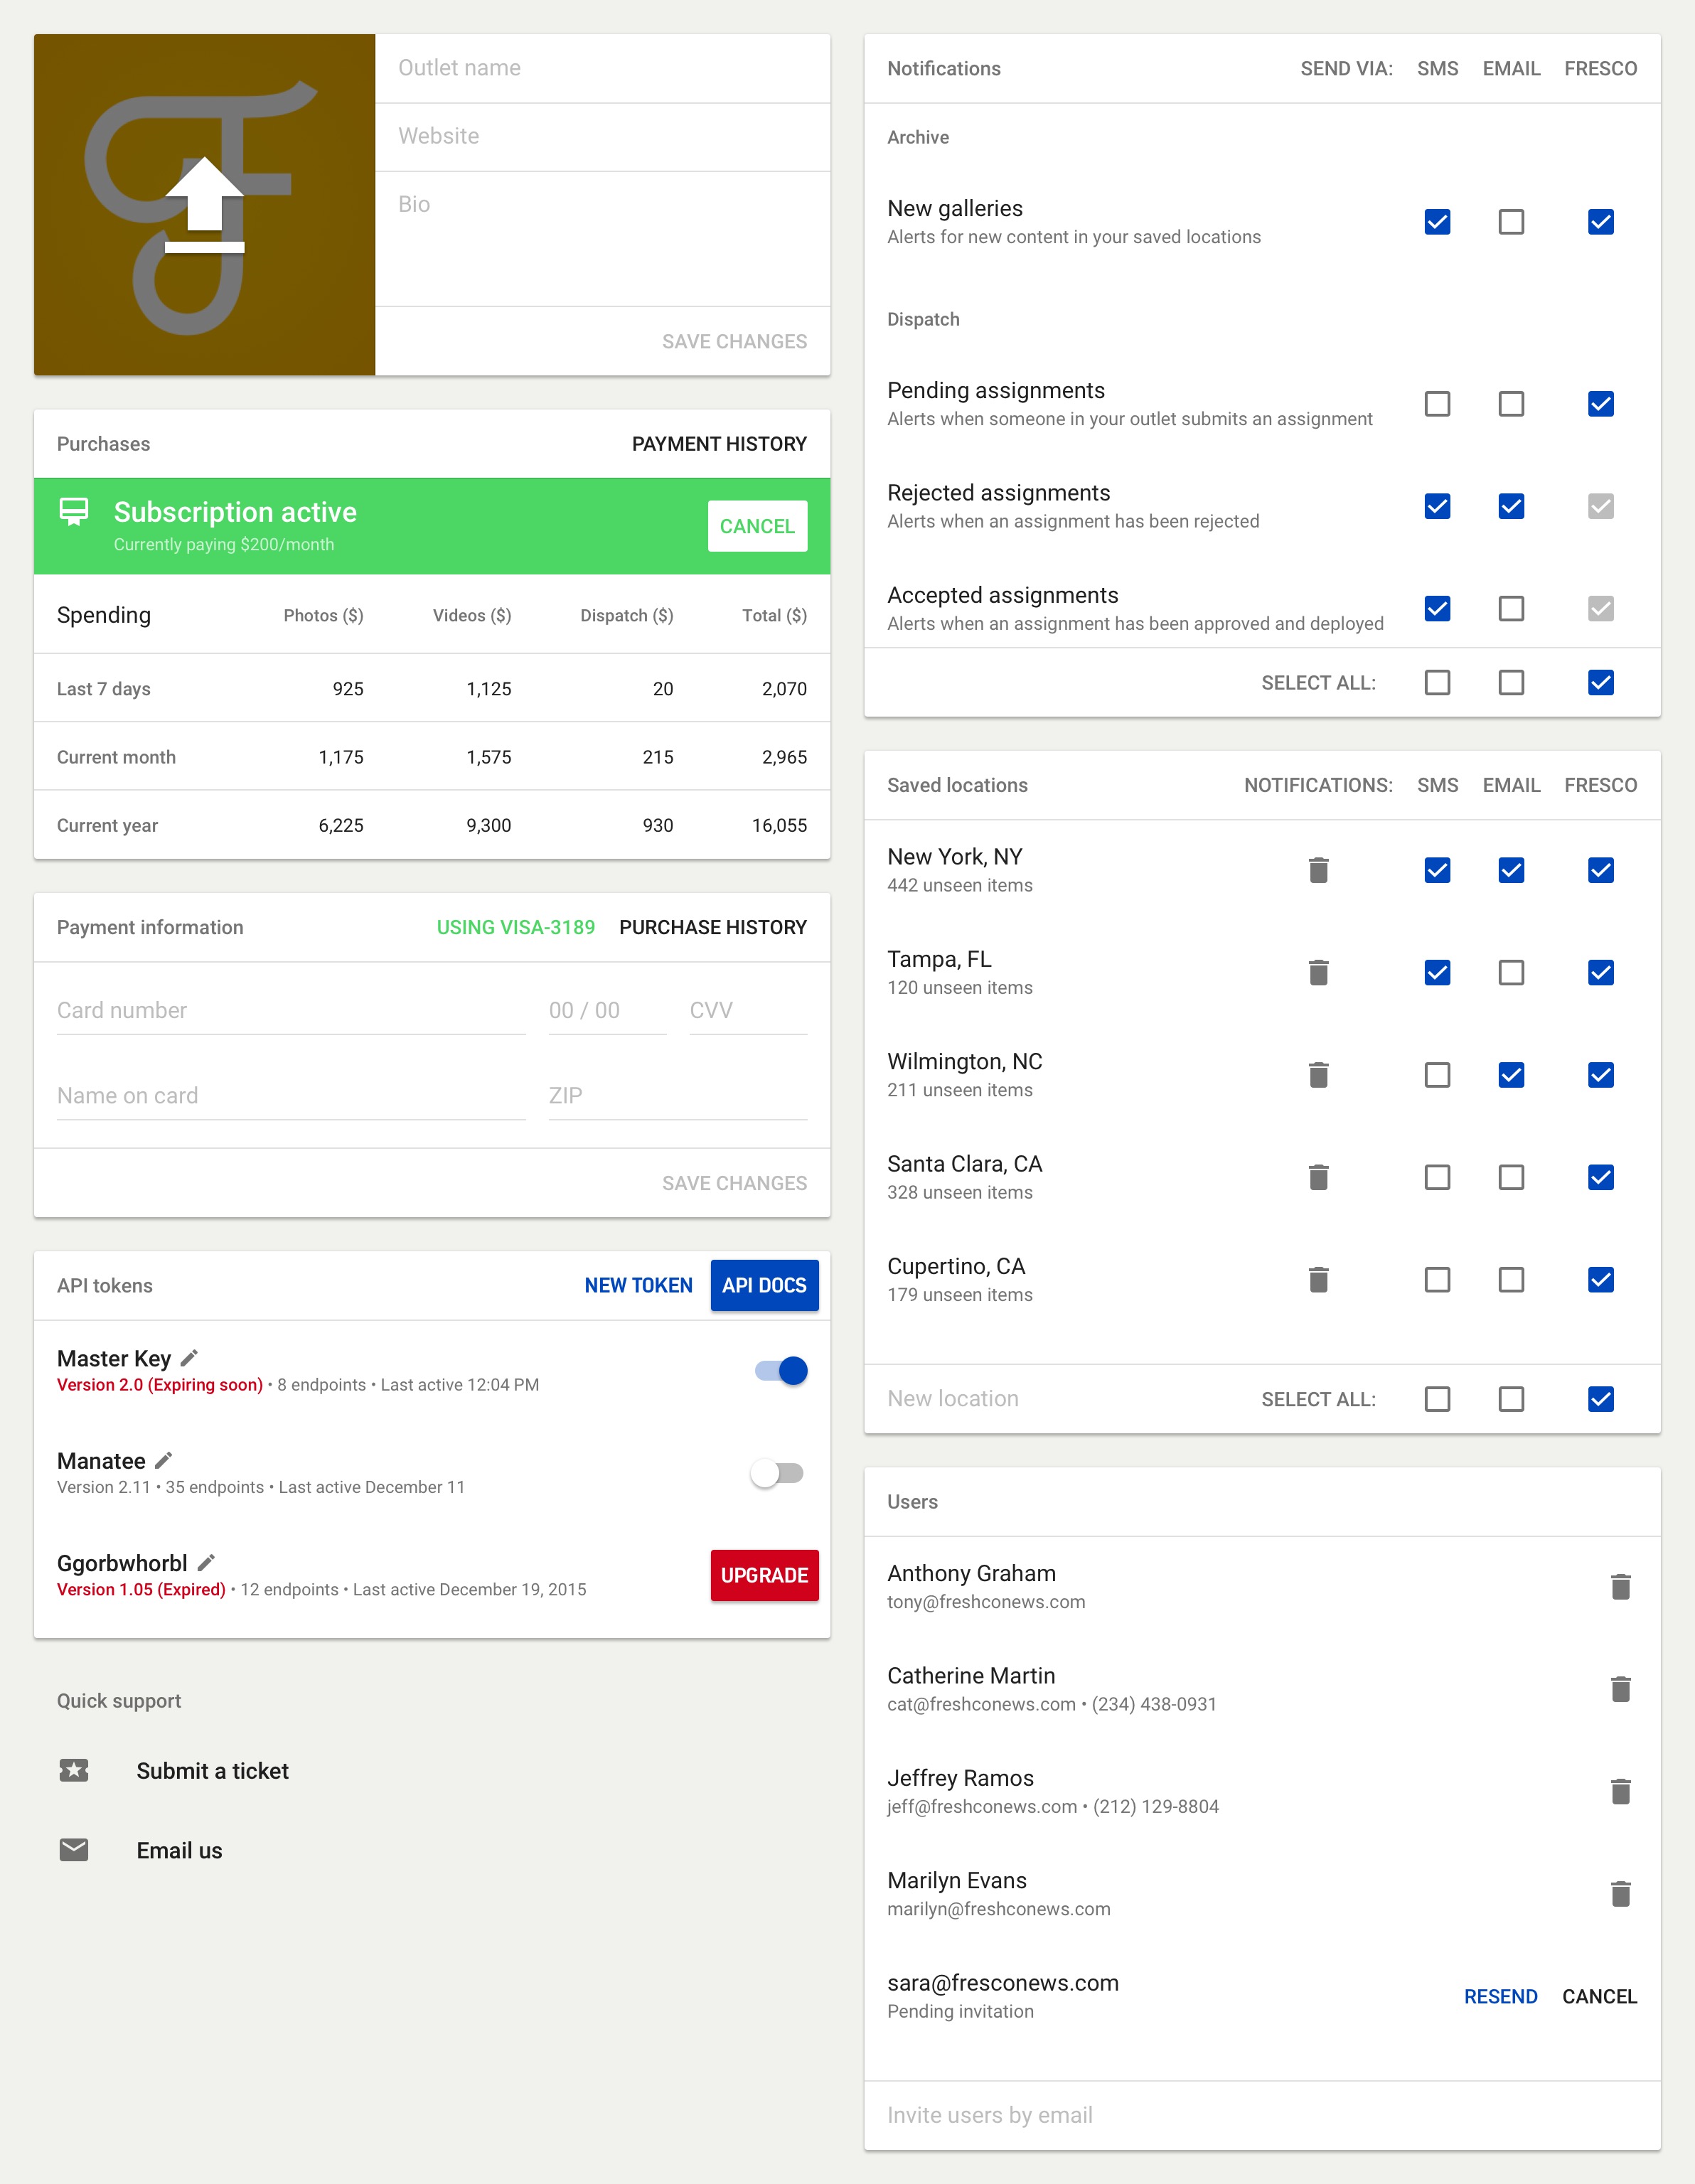 Outlet name
Website
Bio
SAVE CHANGES
Purchases PAYMENT HISTORY
Subscription active
Currently paying $200/month
CANCEL
Spending Photos ($) Videos ($) Dispatch ($) Total ($)
Last 7 days 925 1,125 20 2,070
Current month 1,175 1,575 215 2,965
Current year 6,225 9,300 930 16,055
Payment information USING VISA-3189 PURCHASE HISTORY
Card number 00 / 00 CVV
Name on card ZIP
SAVE CHANGES
API tokens NEW TOKEN API DOCS
Master Key
Version 2.0 (Expiring soon) • 8 endpoints • Last active 12:04 PM
Manatee
Version 2.11 • 35 endpoints • Last active December 11
Ggorbwhorbl
Version 1.05 (Expired) • 12 endpoints • Last active December 19, 2015
UPGRADE
Quick support
Submit a ticket
Email us
Notifications SEND VIA: SMS EMAIL FRESCO
Archive
New galleries
Alerts for new content in your saved locations
Dispatch
Pending assignments
Alerts when someone in your outlet submits an assignment
Rejected assignments
Alerts when an assignment has been rejected
Accepted assignments
Alerts when an assignment has been approved and deployed
SELECT ALL:
Saved locations NOTIFICATIONS: SMS EMAIL FRESCO
New York, NY
442 unseen items
Tampa, FL
120 unseen items
Wilmington, NC
211 unseen items
Santa Clara, CA
328 unseen items
Cupertino, CA
179 unseen items
New location SELECT ALL:
Users
Anthony Graham
tony@freshconews.com
Catherine Martin
cat@freshconews.com • (234) 438-0931
Jeffrey Ramos
jeff@freshconews.com • (212) 129-8804
Marilyn Evans
marilyn@freshconews.com
sara@fresconews.com
Pending invitation
RESEND CANCEL
Invite users by email